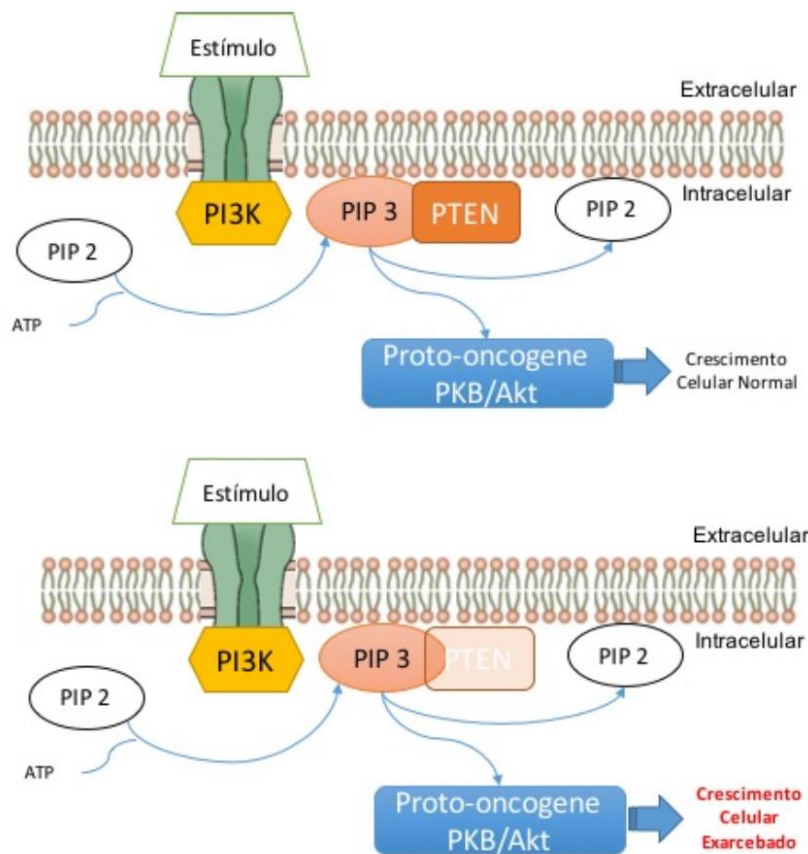 Estímulo
Extracelular
Intracelular
PI3K
PIP 3
PTEN
PIP 2
PIP 2
ATP
Proto-oncogene
PKB/Akt
Crescimento
Celular Normal
Estímulo
Extracelular
Intracelular
PI3K
PIP 3
PTEN
PIP 2
PIP 2
ATP
Proto-oncogene
PKB/Akt
Crescimento
Celular
Exarcebado